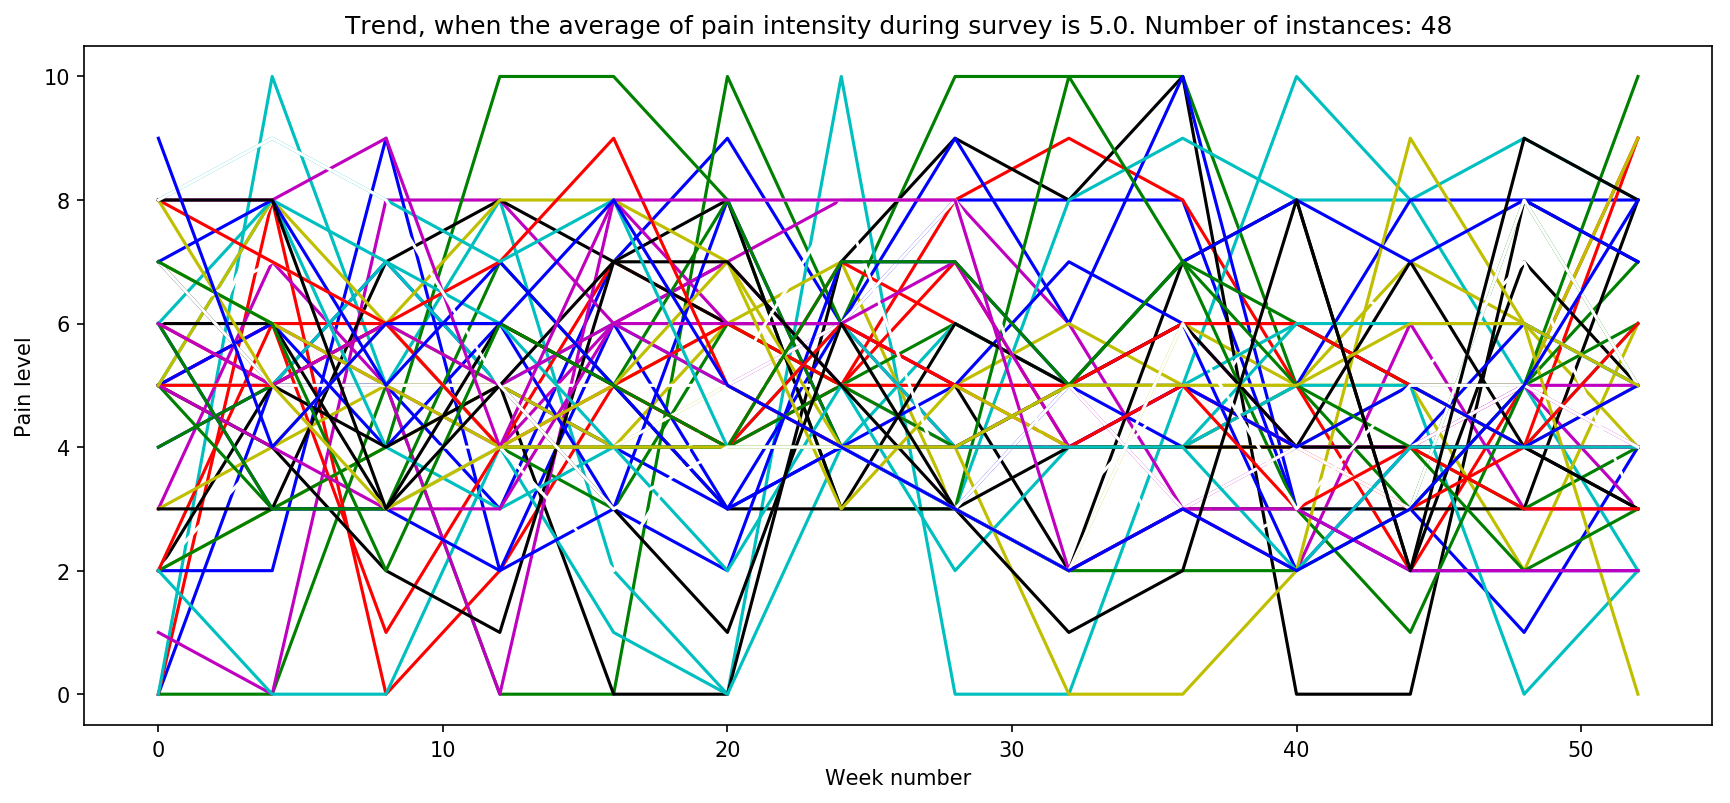 Trend, when the average of pain intensity during survey is 5.0. Number of instances: 48
10
8
6
4
2
0
Pain level
0 10 20 30 40 50
Week number